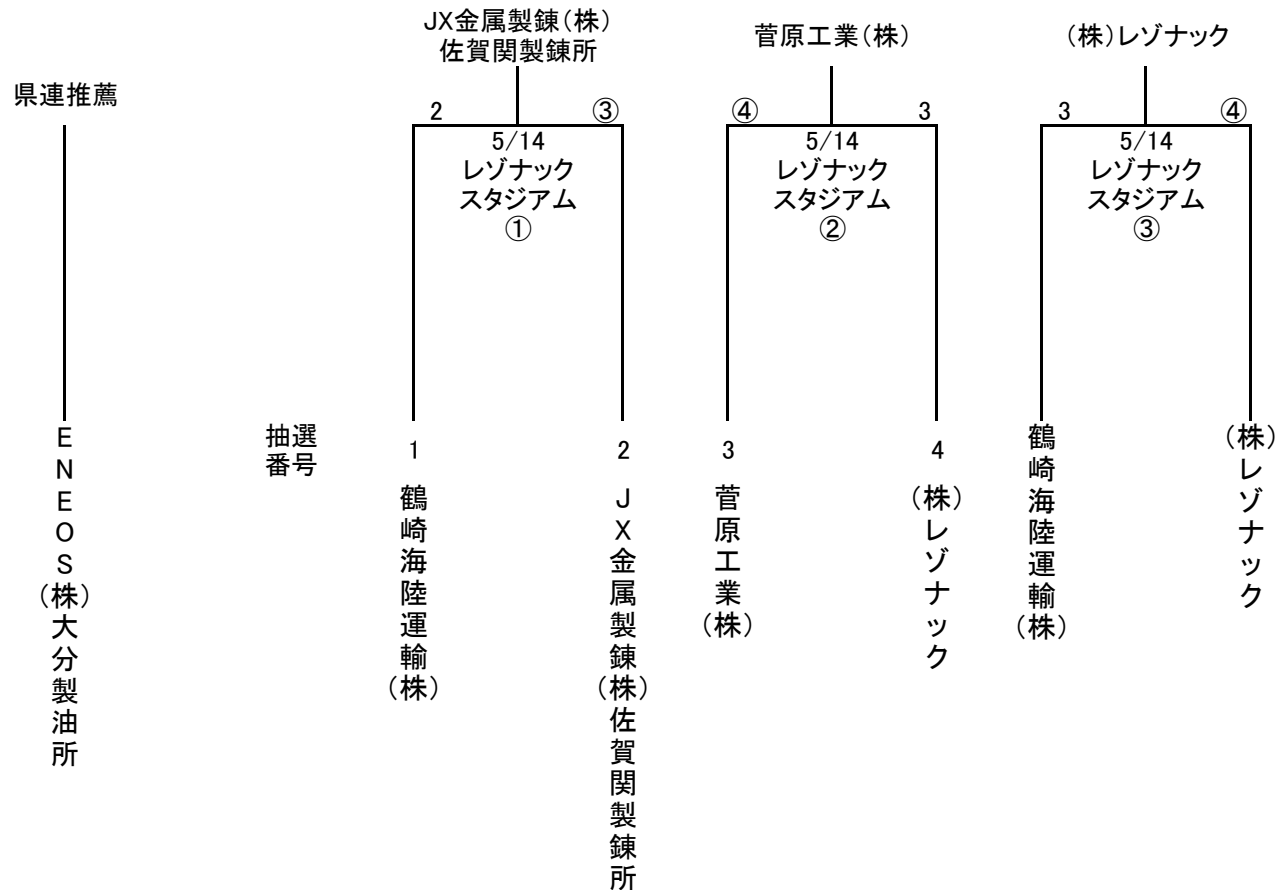 JX金属製錬(株)
佐賀関製錬所
菅原工業(株)
(株)レゾナック
県連推薦
2
③
④
3
3
④
5/14
レゾナック
スタジアム
①
5/14
レゾナック
スタジアム
②
5/14
レゾナック
スタジアム
③
ENEOS(株)大分製油所
抽選
番号
1
鶴崎海陸運輸(株)
2
JX金属製錬(株)佐賀関製錬所
3
菅原工業(株)
4
(株)レゾナック
鶴崎海陸運輸(株)
(株)レゾナック